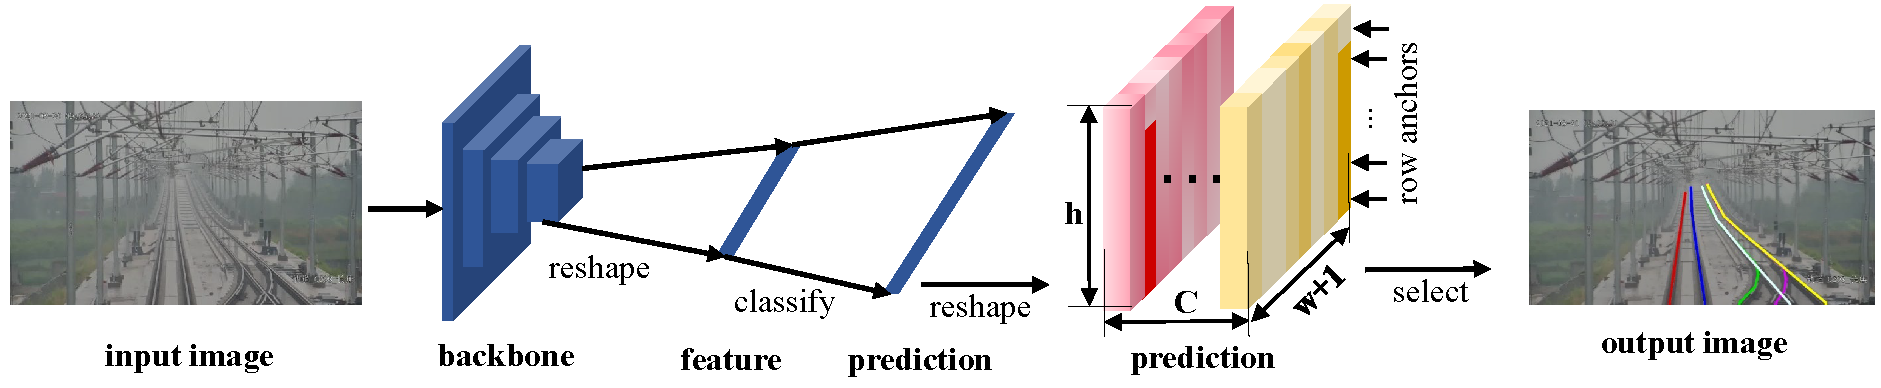 reshape
classify
reshape
h
C
w+1
...
row anchors
select
input image
backbone
feature
prediction
prediction
output image